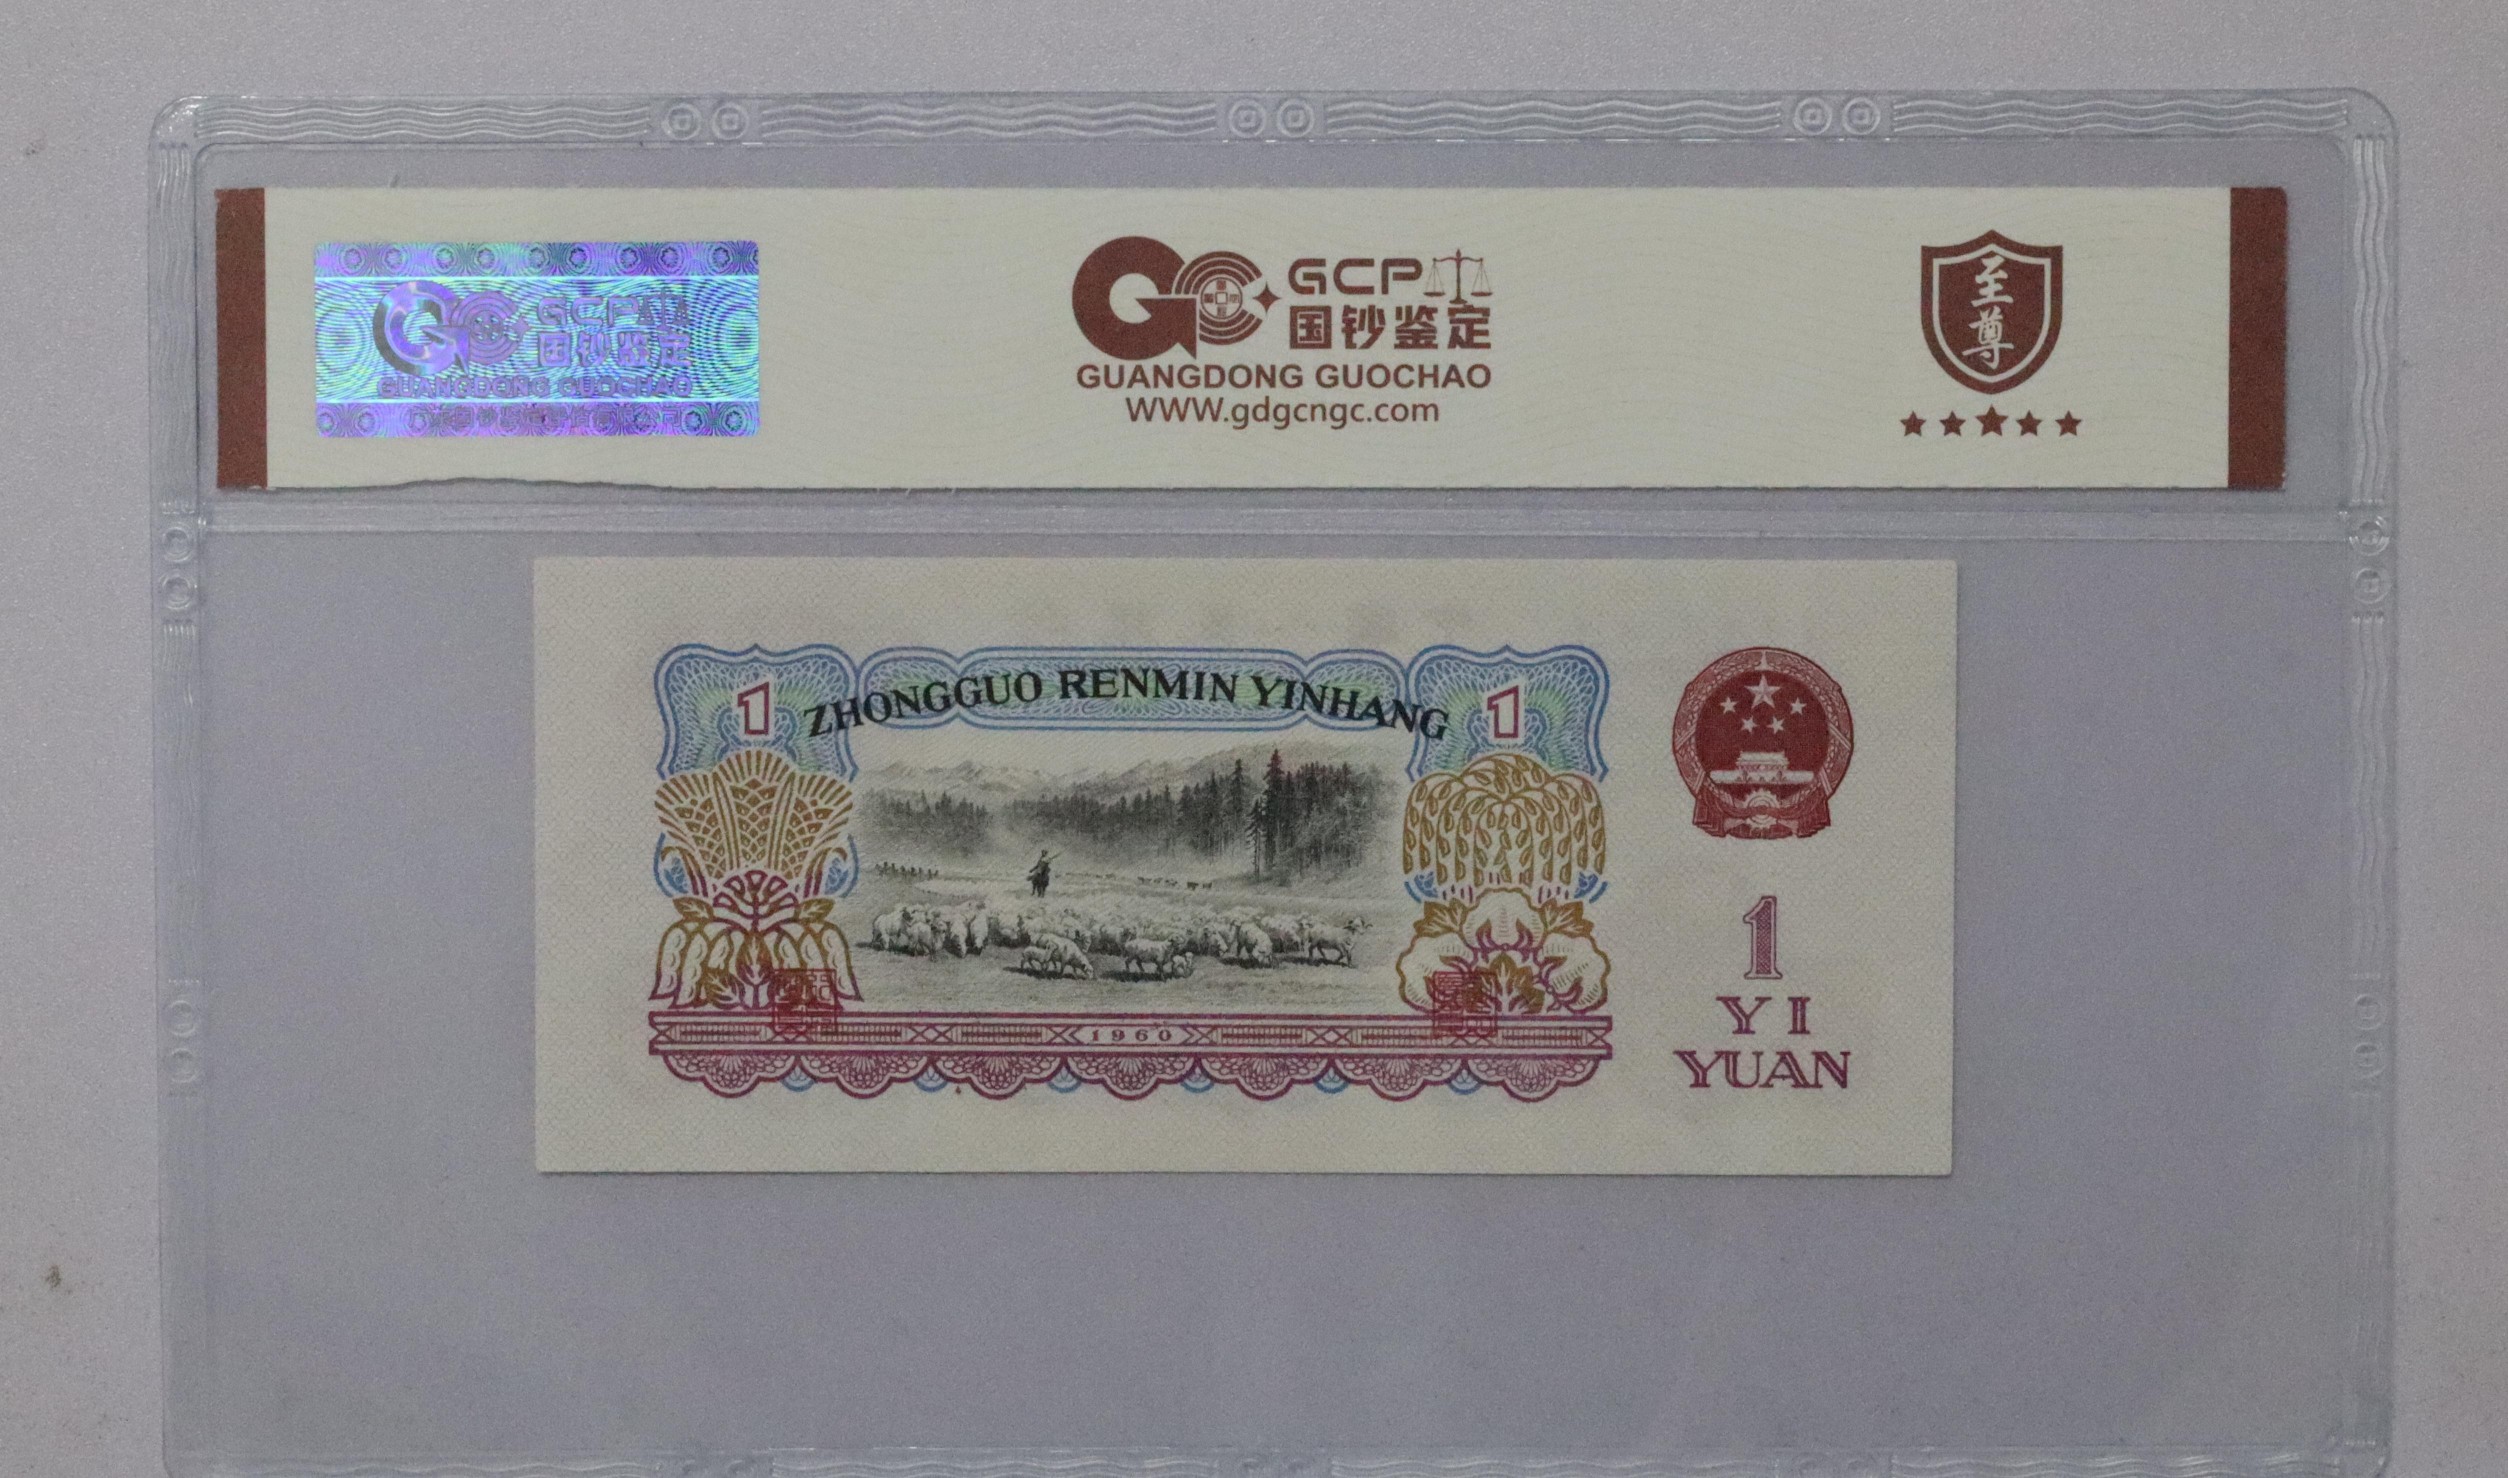 GCP
国钞鉴定
GUANGDONG GUOCHAO
GCP
国钞鉴定
GUANGDONG GUOCHAO
WWW.gdgcngc.com
至尊
ZHONGGUO RENMIN YINHANG
1
1
1960
1
YI
YUAN